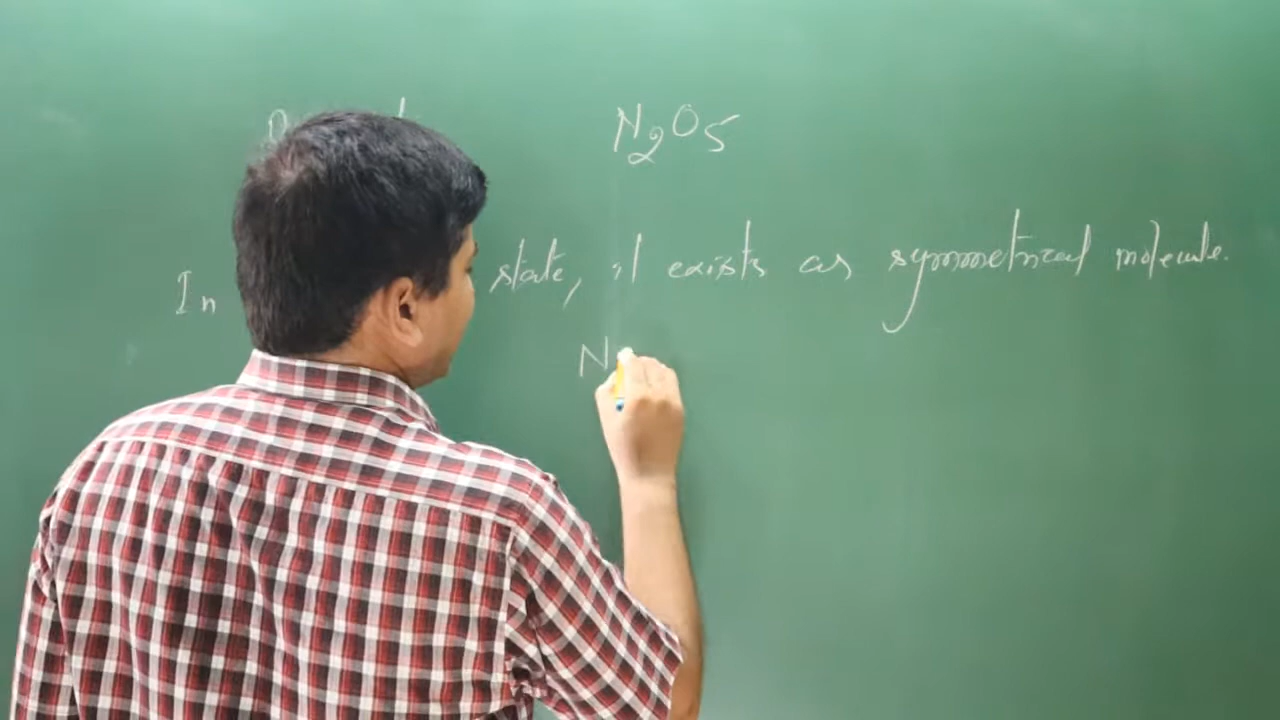 N2O5
In state, it exists as symmetrical molecule.
N